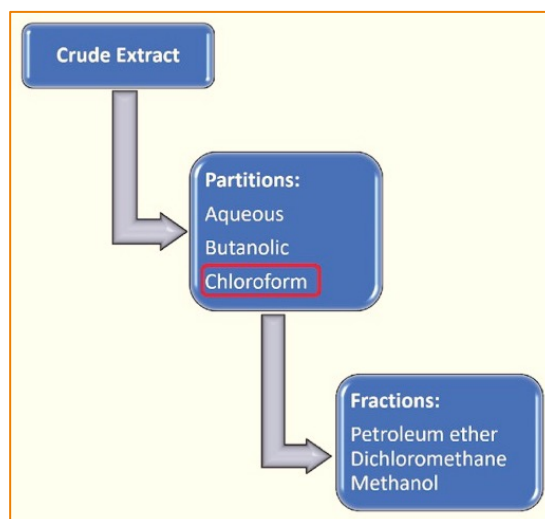 Crude Extract
Partitions:
Aqueous
Butanolic
Chloroform
Fractions:
Petroleum ether
Dichloromethane
Methanol